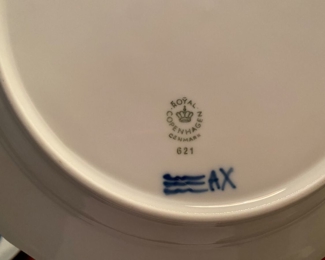 ROYAL
COPENHAGEN
DENMARK
621
AX